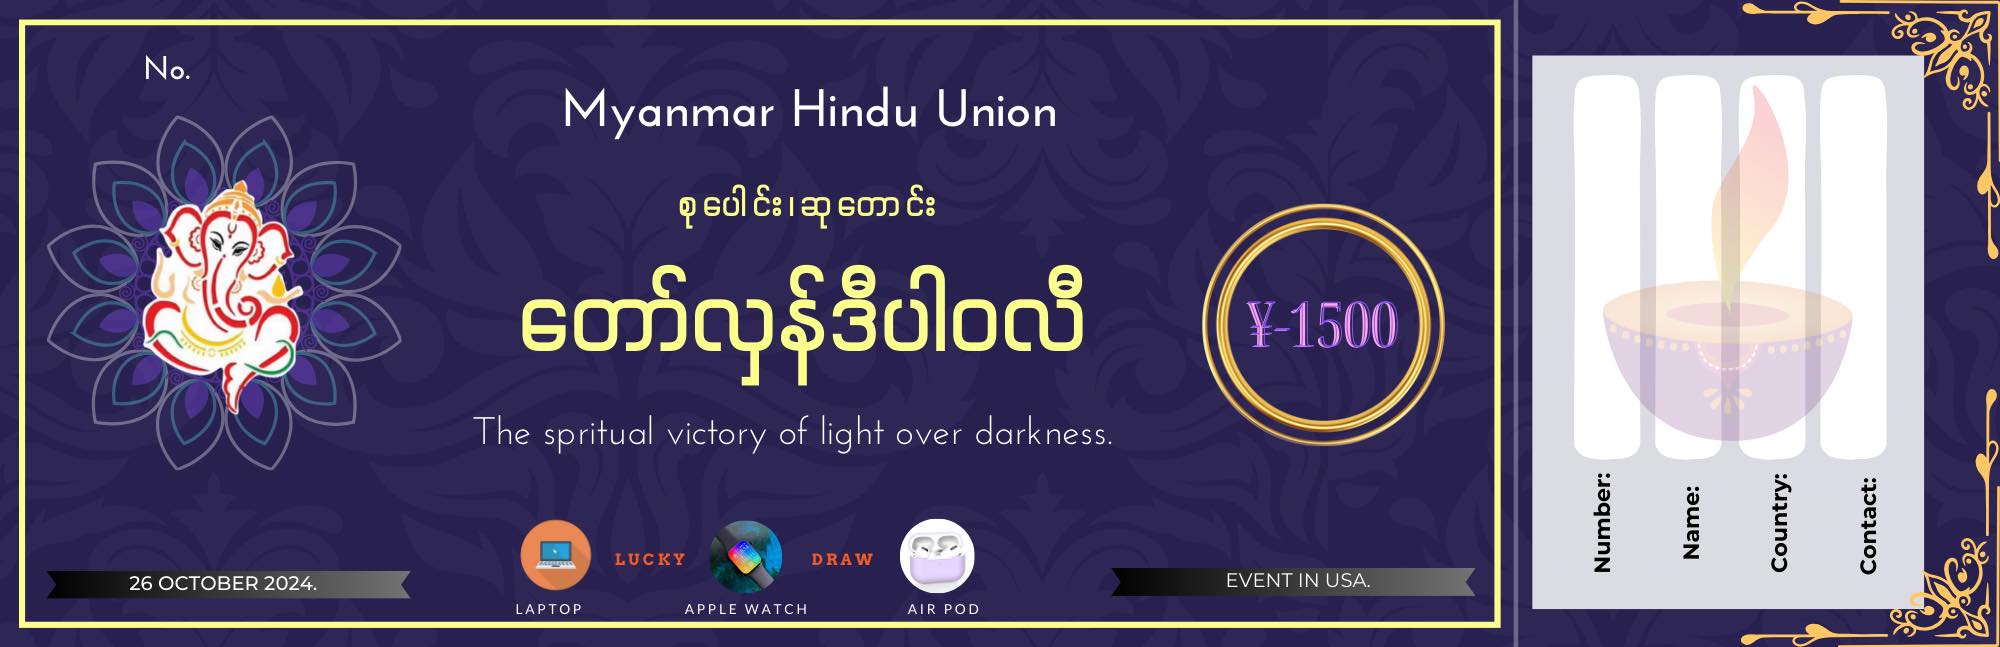 No.
Myanmar Hindu Union
စုပေါင်း၊ဆုတောင်း
တော်လှန်ဒီပါဝလီ
The spritual victory of light over darkness.
¥-1500
LUCKY DRAW
LAPTOP
APPLE WATCH
AIR POD
26 OCTOBER 2024.
EVENT IN USA.
Number:
Name:
Country:
Contact: